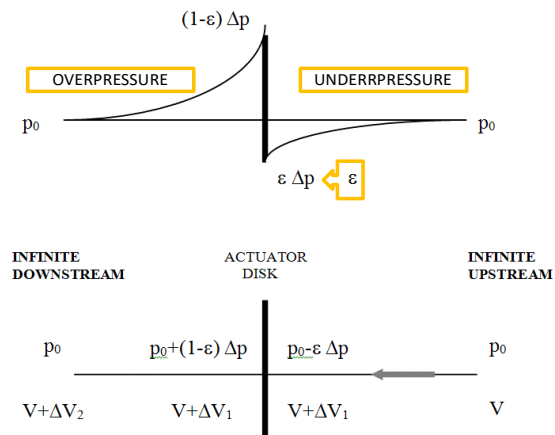 (1-ε) Δp
OVERPRESSURE
UNDERRPRESSURE
p₀
p₀
ε Δp
ε
INFINITE
DOWNSTREAM
ACTUATOR
DISK
INFINITE
UPSTREAM
p₀
p₀+(1-ε) Δp
p₀-ε Δp
p₀
V+ΔV₂
V+ΔV₁
V+ΔV₁
V